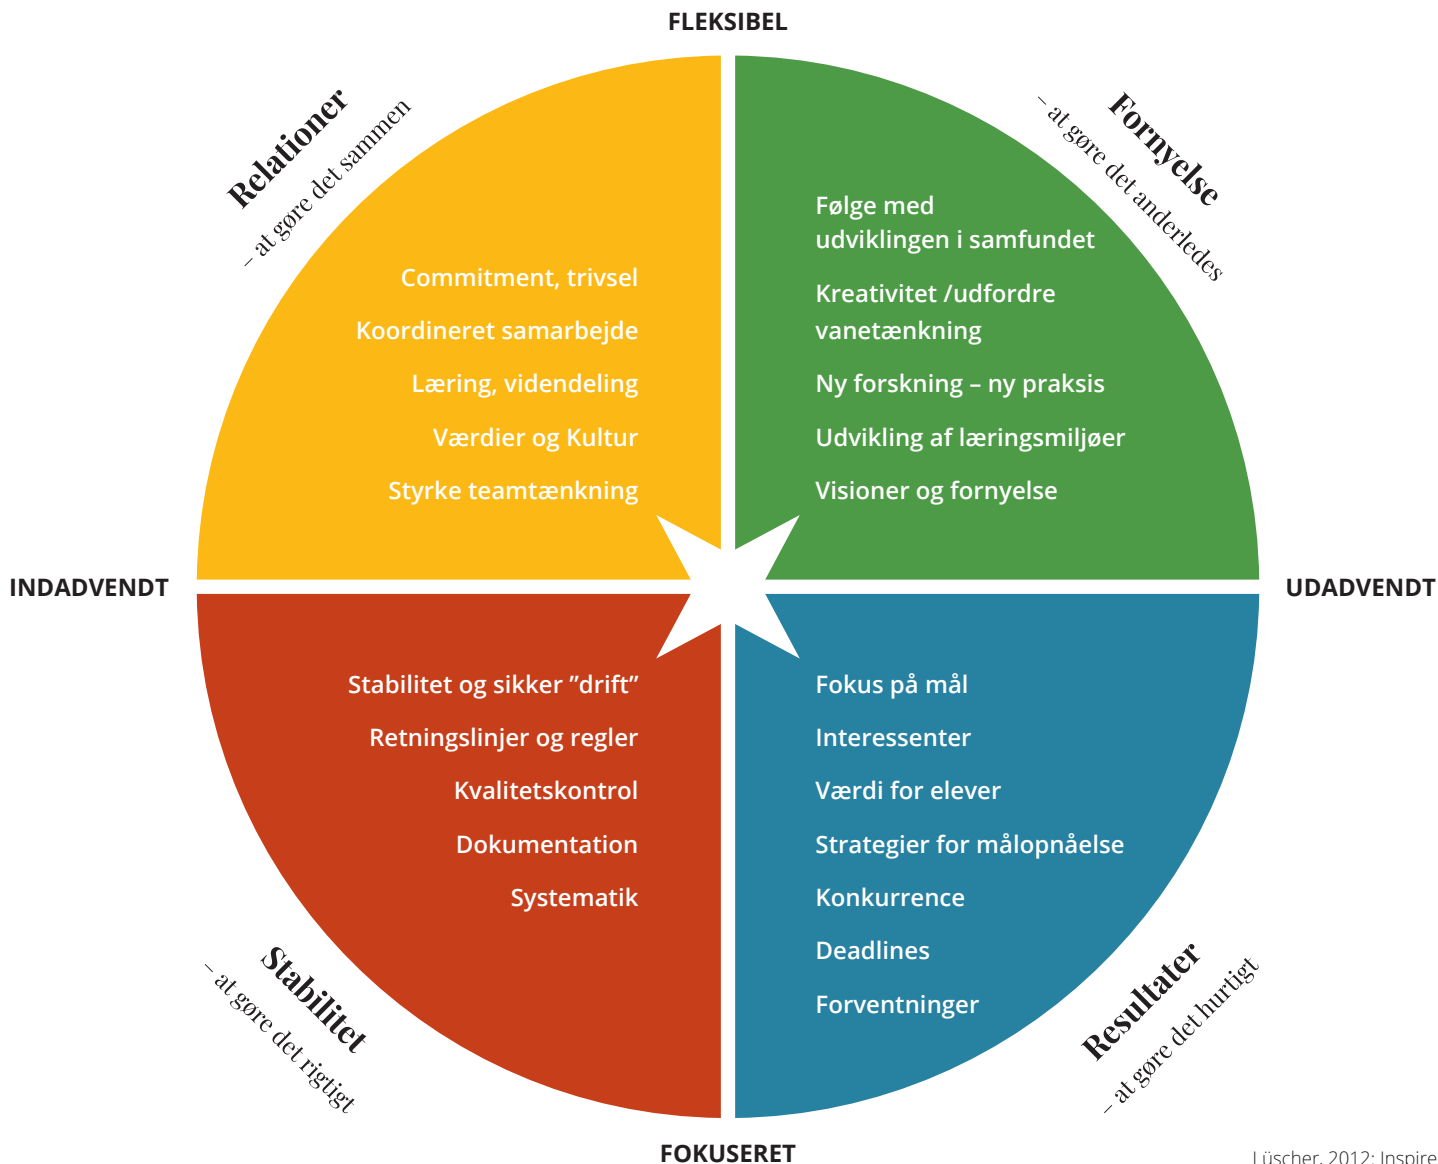 FLEKSIBEL
Relationer
– at gøre det sammen
Commitment, trivsel
Koordineret samarbejde
Læring, videndeling
Værdier og Kultur
Styrke teamtænkning
Fornyelse
– at gøre det anderledes
Følge med
udviklingen i samfundet
Kreativitet /udfordre
vanetænkning
Ny forskning – ny praksis
Udvikling af læringsmiljøer
Visioner og fornyelse
INDADVENDT
UDADVENDT
Stabilitet og sikker ”drift”
Retningslinjer og regler
Kvalitetskontrol
Dokumentation
Systematik
Stabilitet
– at gøre det rigtigt
Fokus på mål
Interessenter
Værdi for elever
Strategier for målopnåelse
Konkurrence
Deadlines
Forventninger
Resultater
– at gøre det hurtigt
FOKUSERET
Lüscher, 2012: Inspire